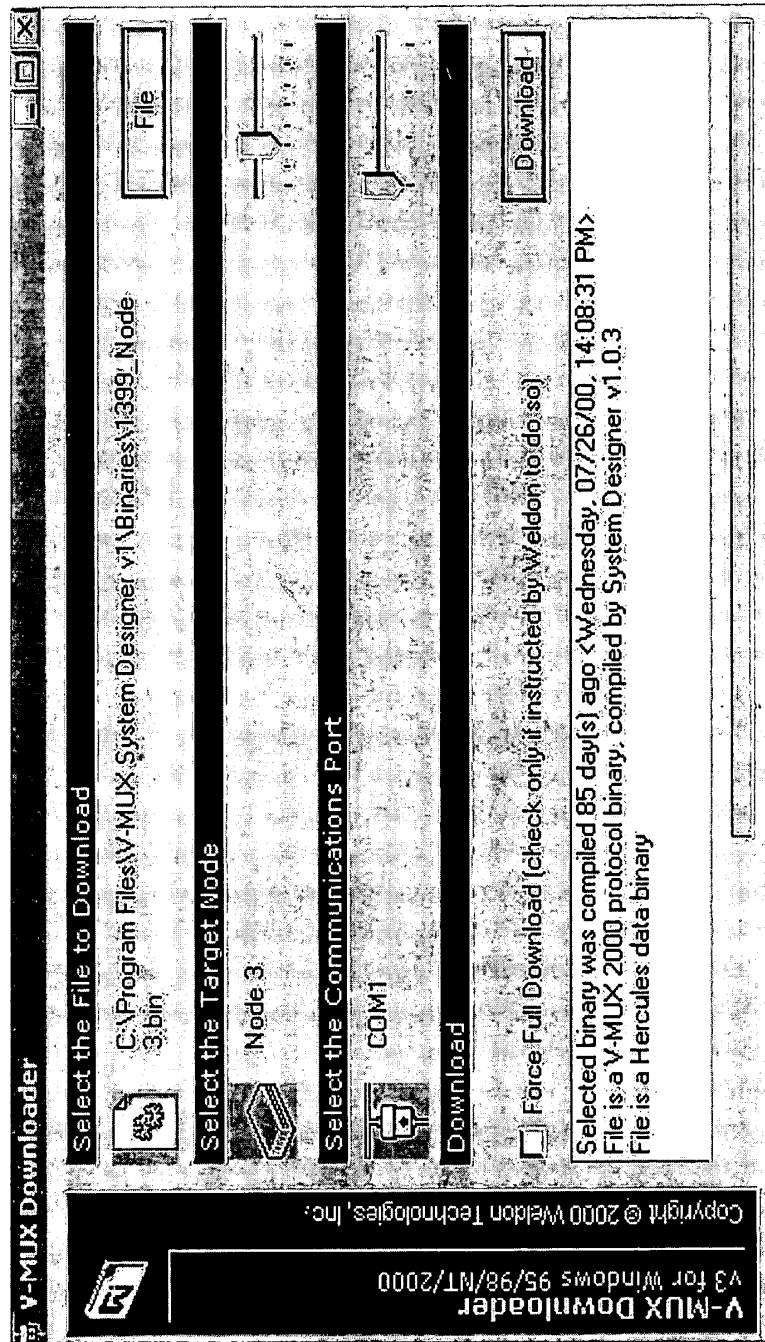 V-MUX Downloader
V-MUX Downloader
v3 for Windows 95/98/NT/2000
Copyright © 2000 Weldon Technologies, Inc.
Select the File to Download
C:\Program Files\V-MUX System Designer v1\Binaries\1399_Node
3.bin
File
Select the Target Node
Node 3
Select the Communications Port
COM1
Download
Force Full Download (check only if instructed by Weldon to do so)
Download
Selected binary was compiled 85 day(s) ago <Wednesday, 07/26/00, 14:08:31 PM>
File is a V-MUX 2000 protocol binary, compiled by System Designer v1.0.3
File is a Hercules data binary